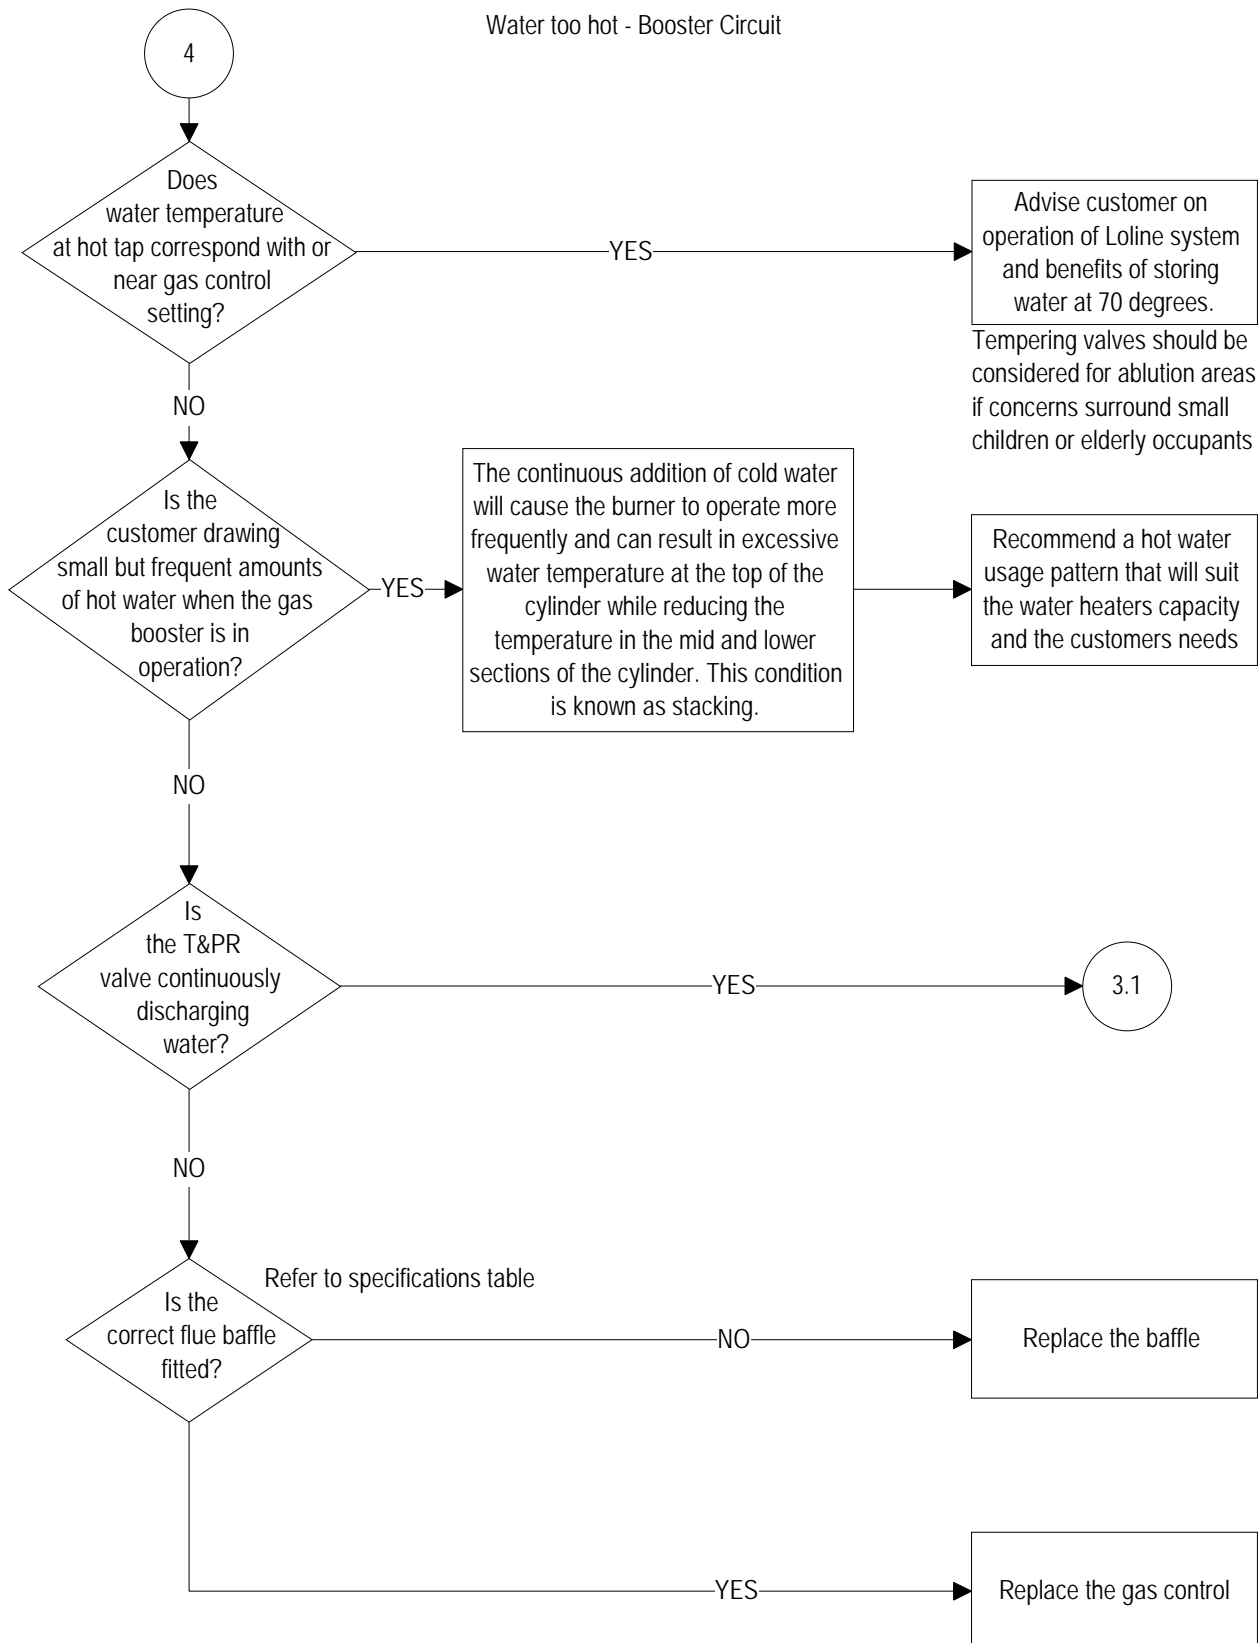 Water too hot - Booster Circuit
4
Does
water temperature
at hot tap correspond with or
near gas control
setting?
YES
Advise customer on
operation of Loline system
and benefits of storing
water at 70 degrees.
Tempering valves should be
considered for ablution areas
if concerns surround small
children or elderly occupants
NO
Is the
customer drawing
small but frequent amounts
of hot water when the gas
booster is in
operation?
YES
The continuous addition of cold water
will cause the burner to operate more
frequently and can result in excessive
water temperature at the top of the
cylinder while reducing the
temperature in the mid and lower
sections of the cylinder. This condition
is known as stacking.
Recommend a hot water
usage pattern that will suit
the water heaters capacity
and the customers needs
NO
Is
the T&PR
valve continuously
discharging
water?
YES
3.1
NO
Refer to specifications table
Is the
correct flue baffle
fitted?
NO
Replace the baffle
YES
Replace the gas control